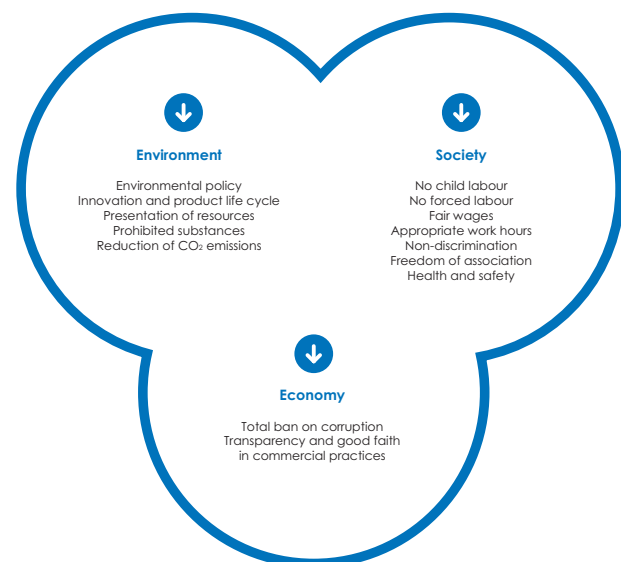 Environment
Environmental policy
Innovation and product life cycle
Presentation of resources
Prohibited substances
Reduction of CO₂ emissions
Society
No child labour
No forced labour
Fair wages
Appropriate work hours
Non-discrimination
Freedom of association
Health and safety
Economy
Total ban on corruption
Transparency and good faith
in commercial practices